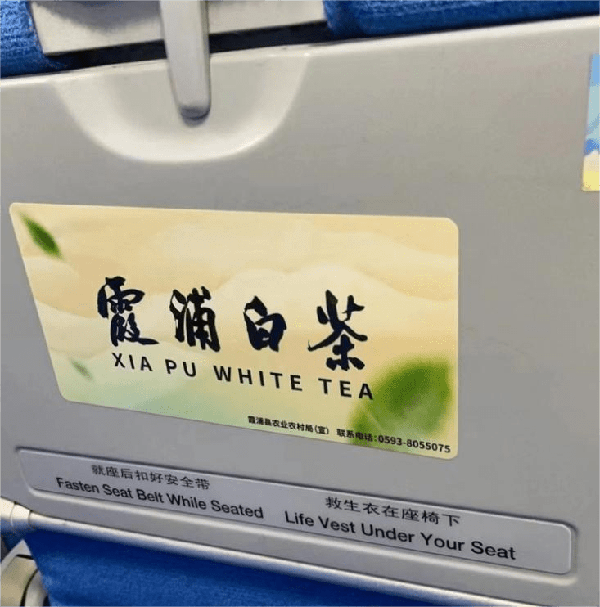 霞浦白茶
XIA PU WHITE TEA
霞浦县农业农村局(宣) 联系电话:0593-8055075
就座后扣好安全带
Fasten Seat Belt While Seated
救生衣在座椅下
Life Vest Under Your Seat